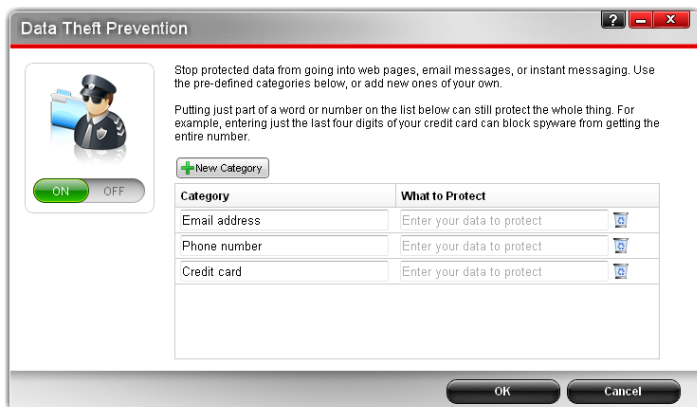 Data Theft Prevention
?
X
Stop protected data from going into web pages, email messages, or instant messaging. Use
the pre-defined categories below, or add new ones of your own.
Putting just part of a word or number on the list below can still protect the whole thing. For
example, entering just the last four digits of your credit card can block spyware from getting the
entire number.
New Category
ON OFF
Category What to Protect
Email address Enter your data to protect
Phone number Enter your data to protect
Credit card Enter your data to protect
OK Cancel